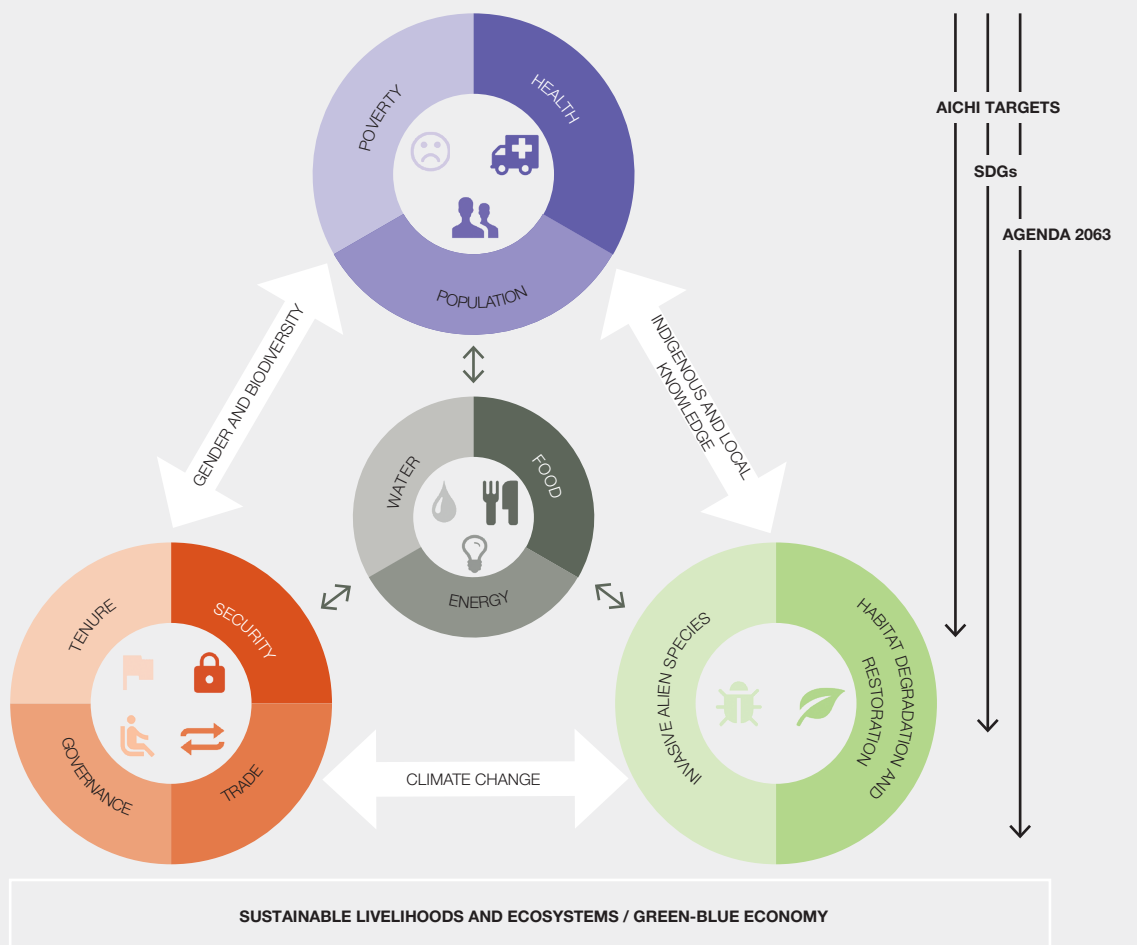 POVERTY
HEALTH
POPULATION
AICHI TARGETS
SDGs
AGENDA 2063
GENDER AND BIODIVERSITY
INDIGENOUS AND LOCAL
KNOWLEDGE
WATER
FOOD
ENERGY
TENURE
SECURITY
GOVERNANCE
TRADE
CLIMATE CHANGE
INVASIVE ALIEN SPECIES
HABITAT DEGRADATION AND
RESTORATION
SUSTAINABLE LIVELIHOODS AND ECOSYSTEMS / GREEN-BLUE ECONOMY